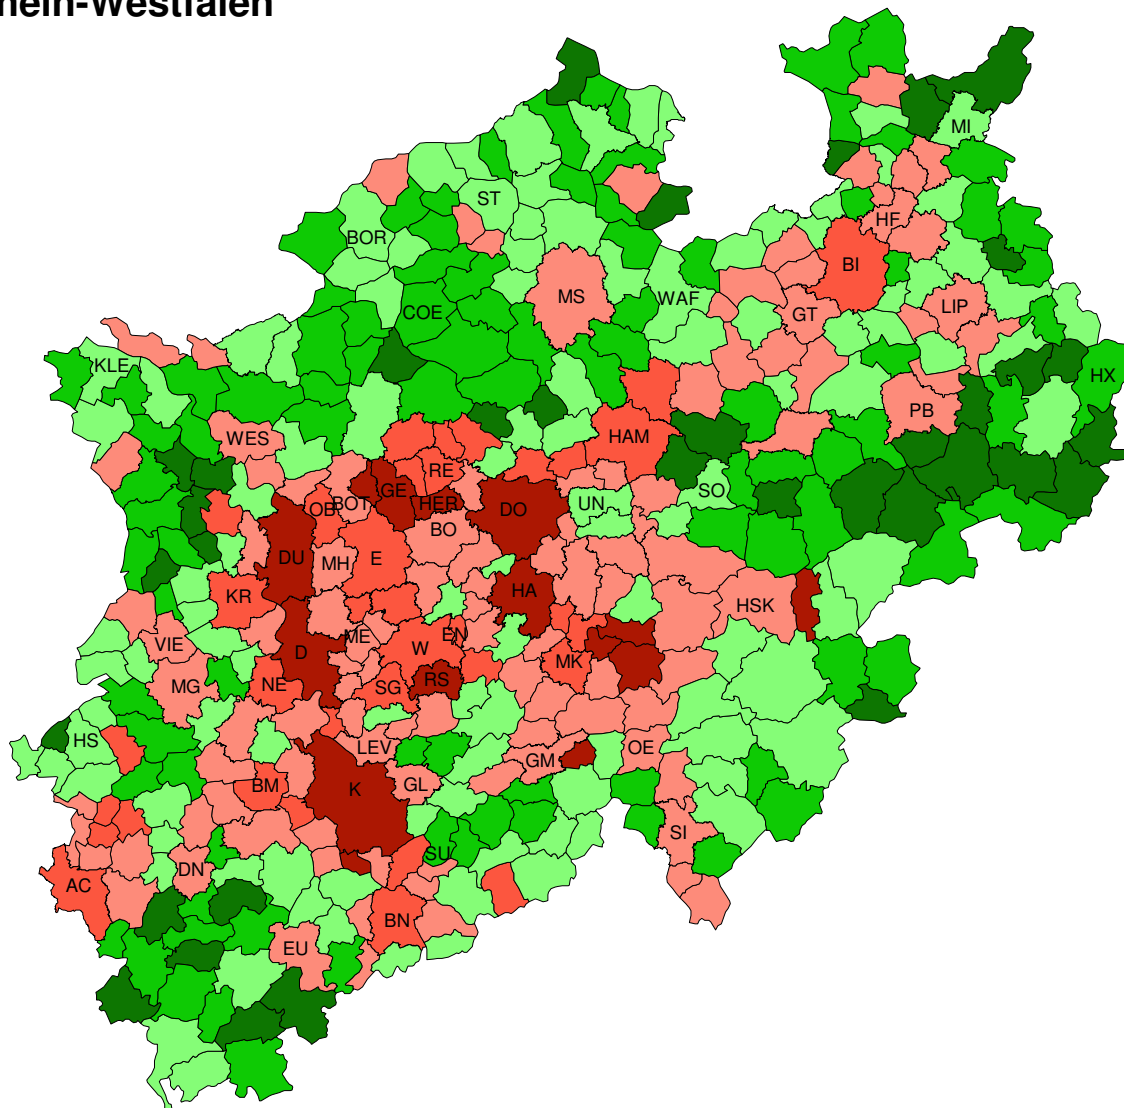 hein-Westfalen
MI
ST
HF
BOR
BI
MS
WAF
LIP
COE
GT
KLE
HX
PB
WES
HAM
RE
GE
SO
OB
BOT
HER
UN
DO
BO
DU
MH
E
HA
KR
HSK
ME
EN
VIE
W
D
MK
MG
NE
SG
RS
HS
LEV
OE
GM
BM
GL
K
SI
SU
DN
AC
BN
EU